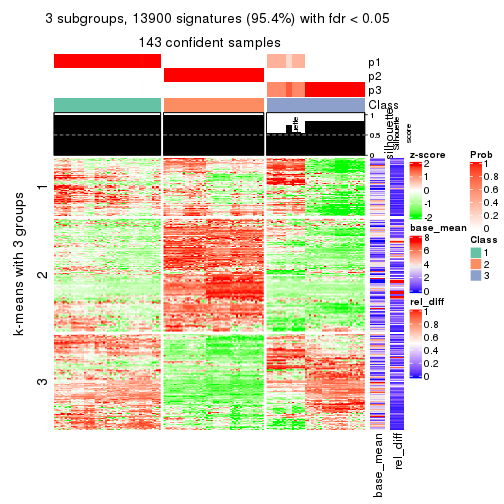 3 subgroups, 13900 signatures (95.4%) with fdr < 0.05
143 confident samples
p1
p2
p3
Class
1
0.5
0
silhouette
Silhouette
score
k-means with 3 groups
1
2
3
base_mean
rel_diff
z-score
2
1
0
-1
-2
base_mean
8
6
4
2
0
rel_diff
1
0.8
0.6
0.4
0.2
0
Prob
1
0.8
0.6
0.4
0.2
0
Class
1
2
3